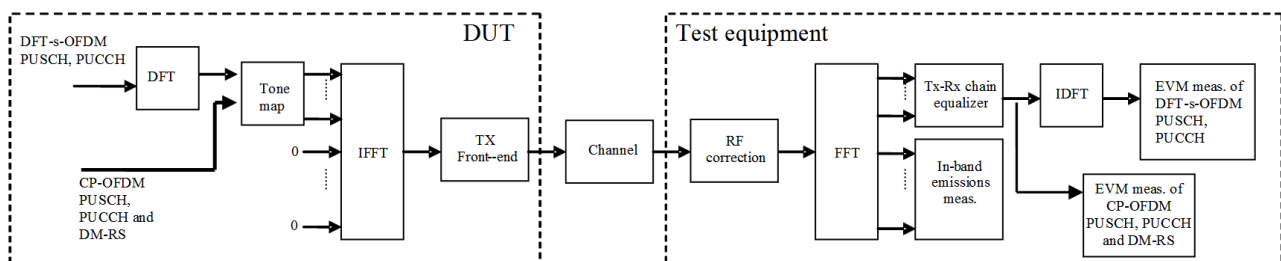 DUT
DFT-s-OFDM
PUSCH, PUCCH
DFT
Tone
map
CP-OFDM
PUSCH,
PUCCH and
DM-RS
0
0
IFFT
TX
Front--end
Channel
Test equipment
RF
correction
FFT
Tx-Rx chain
equalizer
In-band
emissions
meas.
IDFT
EVM meas. of
DFT-s-OFDM
PUSCH,
PUCCH
EVM meas. of
CP-OFDM
PUSCH, PUCCH
and DM-RS